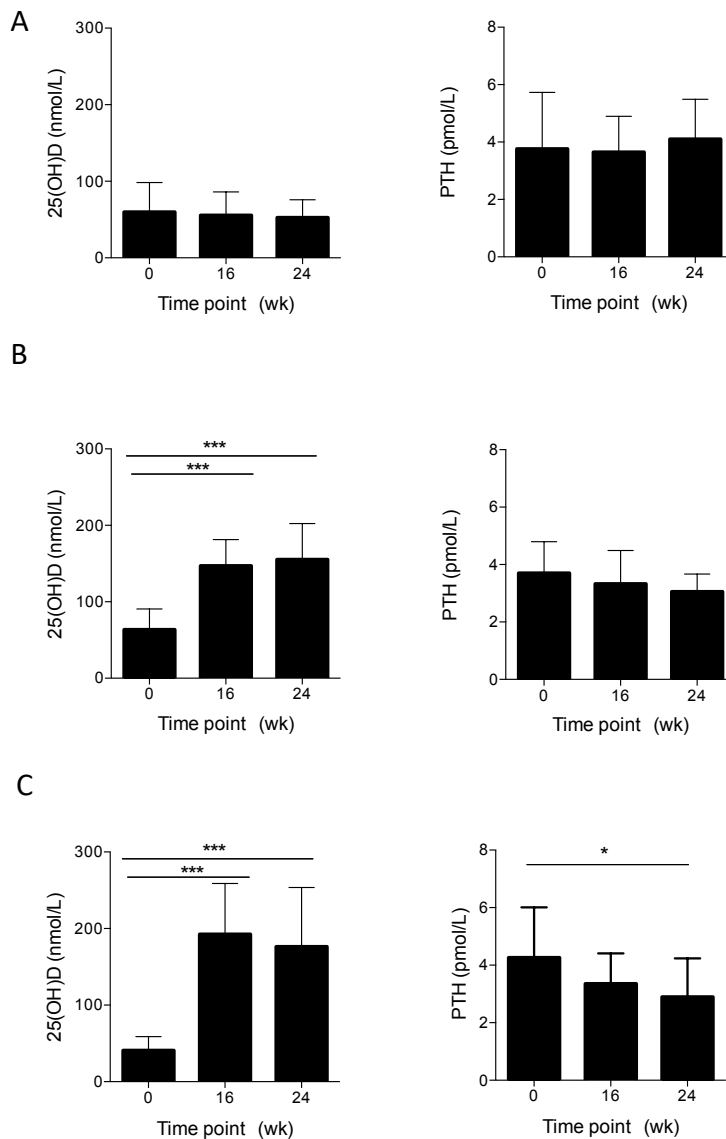 A
25(OH)D (nmol/L)
300
200
100
0
0 16 24
Time point (wk)
PTH (pmol/L)
8
6
4
2
0
0 16 24
Time point (wk)
B
25(OH)D (nmol/L)
300
200
100
0
***
***
0 16 24
Time point (wk)
PTH (pmol/L)
8
6
4
2
0
0 16 24
Time point (wk)
C
25(OH)D (nmol/L)
300
200
100
0
***
***
0 16 24
Time point (wk)
PTH (pmol/L)
8
6
4
2
0
*
0 16 24
Time point (wk)